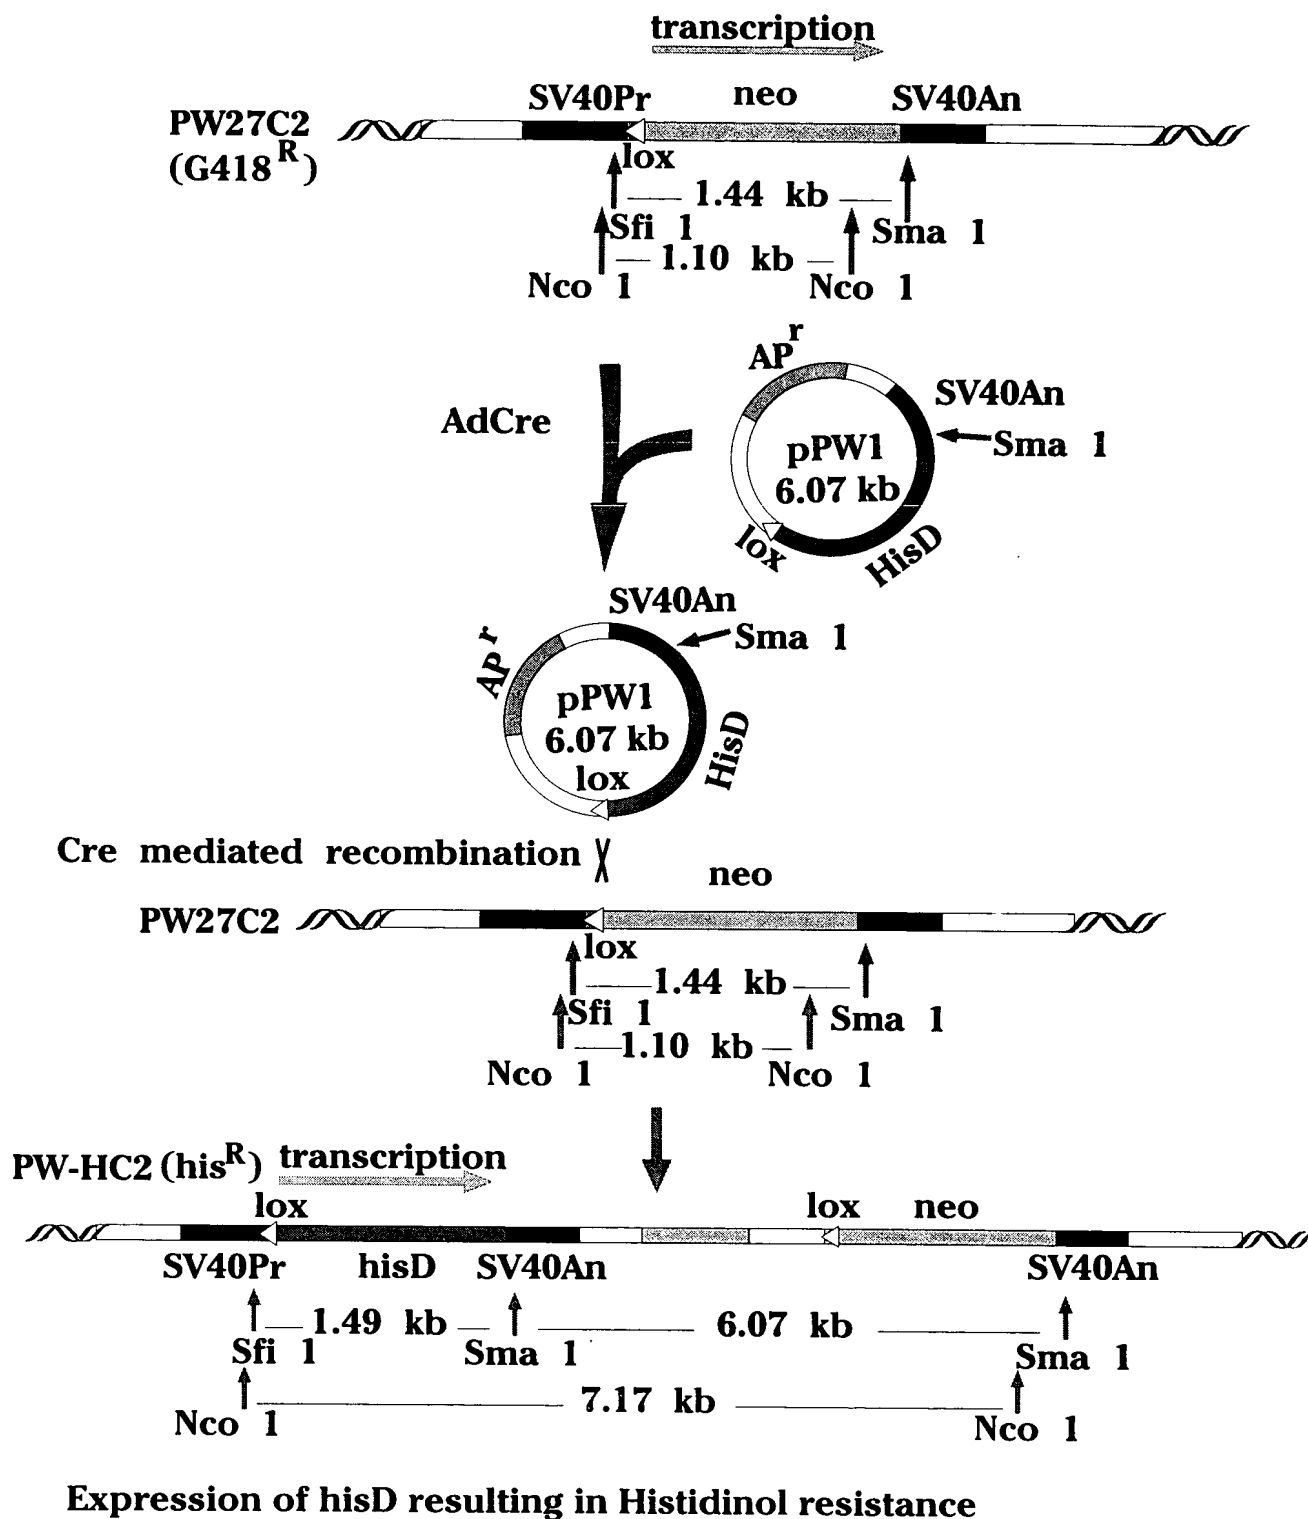 transcription
SV40Pr neo SV40An
PW27C2
(G418 R)
lox
1.44 kb
Sfi 1 Sma 1
1.10 kb
Nco 1 Nco 1
AP r
SV40An
AdCre
Sma 1
pPW1
6.07 kb
lox
HisD
SV40An
AP r
Sma 1
pPW1
6.07 kb
HisD
lox
Cre mediated recombination
neo
PW27C2
lox
1.44 kb
Sfi 1 Sma 1
1.10 kb
Nco 1 Nco 1
PW-HC2 (his R) transcription
lox lox neo
SV40Pr hisD SV40An SV40An
1.49 kb 6.07 kb
Sfi 1 Sma 1 Sma 1
7.17 kb
Nco 1 Nco 1
Expression of hisD resulting in Histidinol resistance